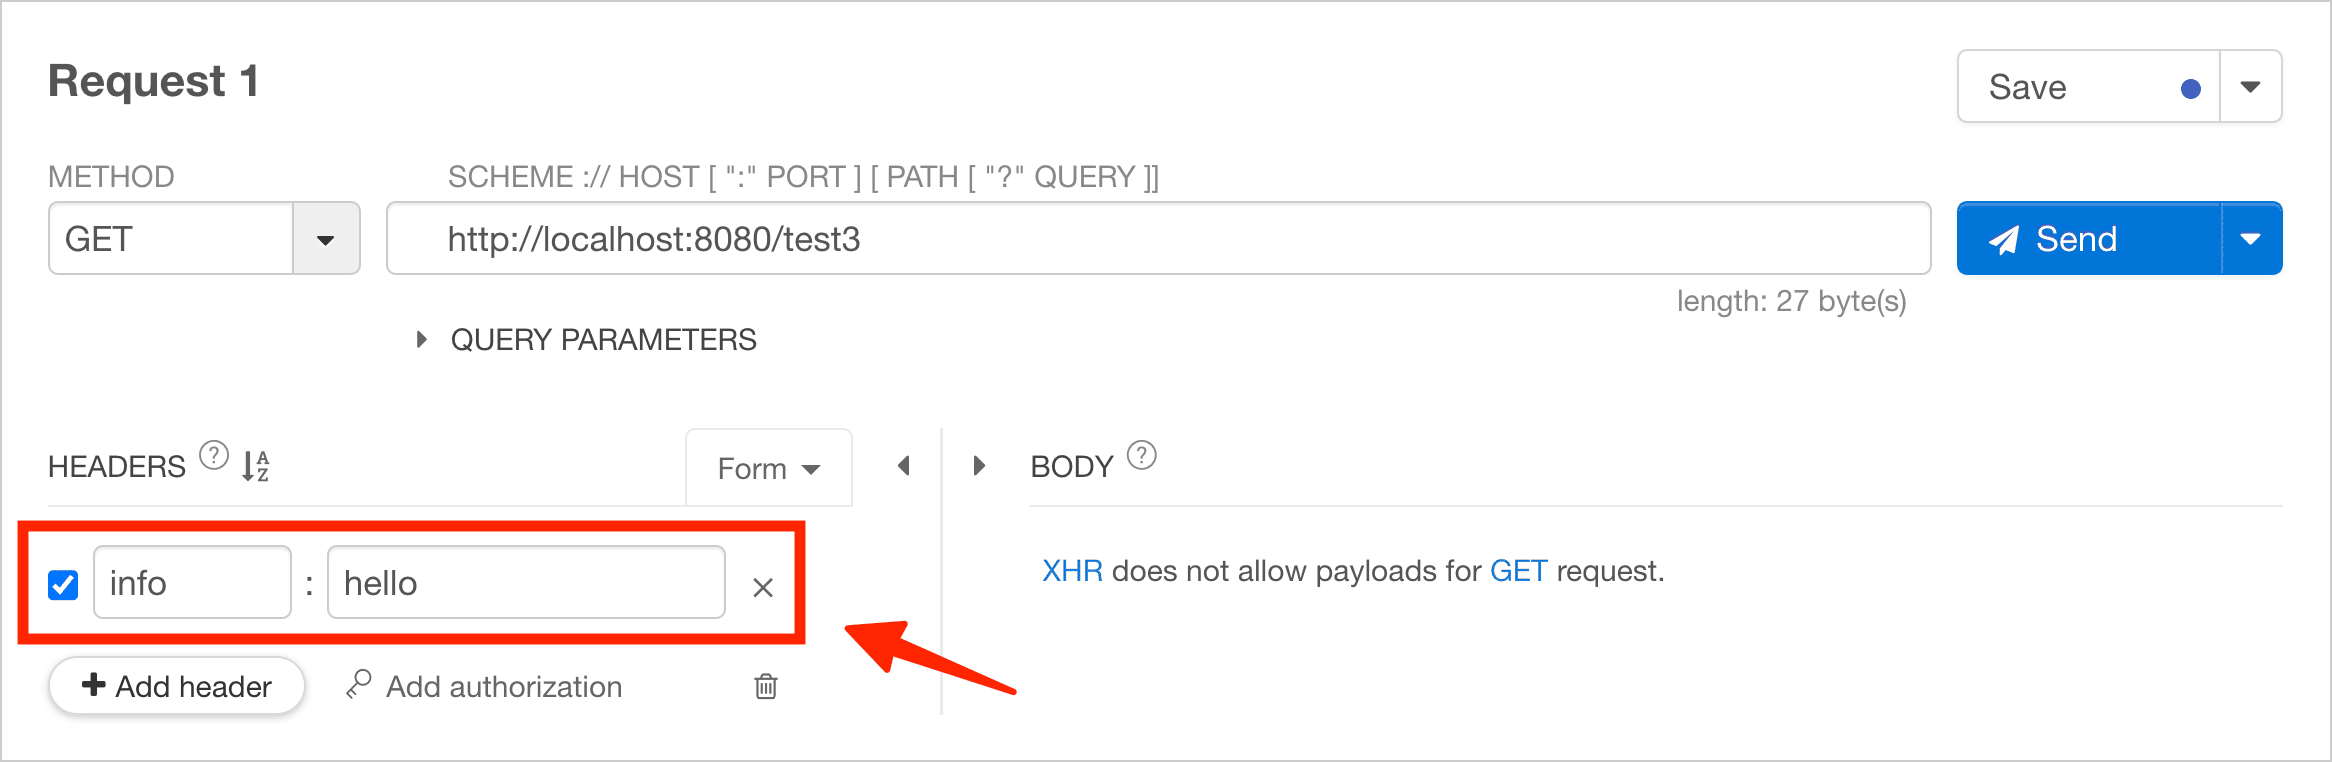 Request 1
Save
METHOD
SCHEME :// HOST [ ":" PORT ] [ PATH [ "?" QUERY ]]
GET
http://localhost:8080/test3
Send
length: 27 byte(s)
QUERY PARAMETERS
HEADERS ? A Z
Form
BODY ?
info : hello
XHR does not allow payloads for GET request.
Add header
Add authorization